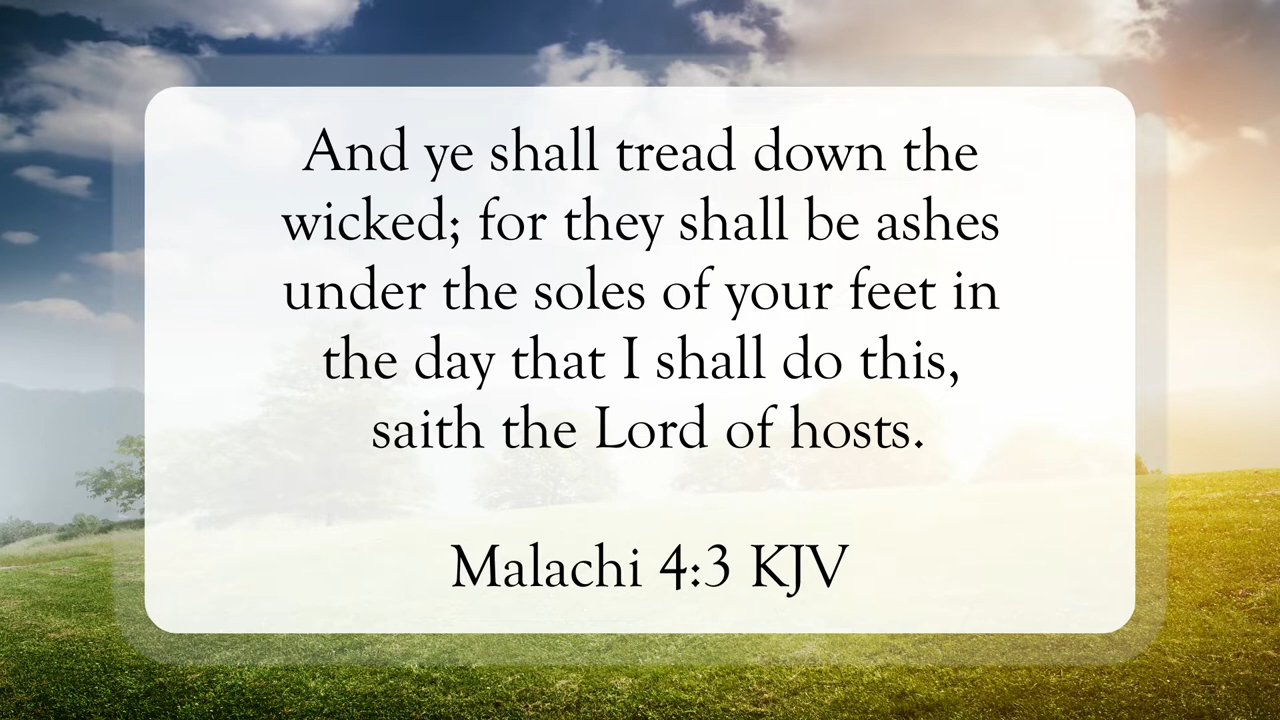 And ye shall tread down the
wicked; for they shall be ashes
under the soles of your feet in
the day that I shall do this,
saith the Lord of hosts.
Malachi 4:3 KJV